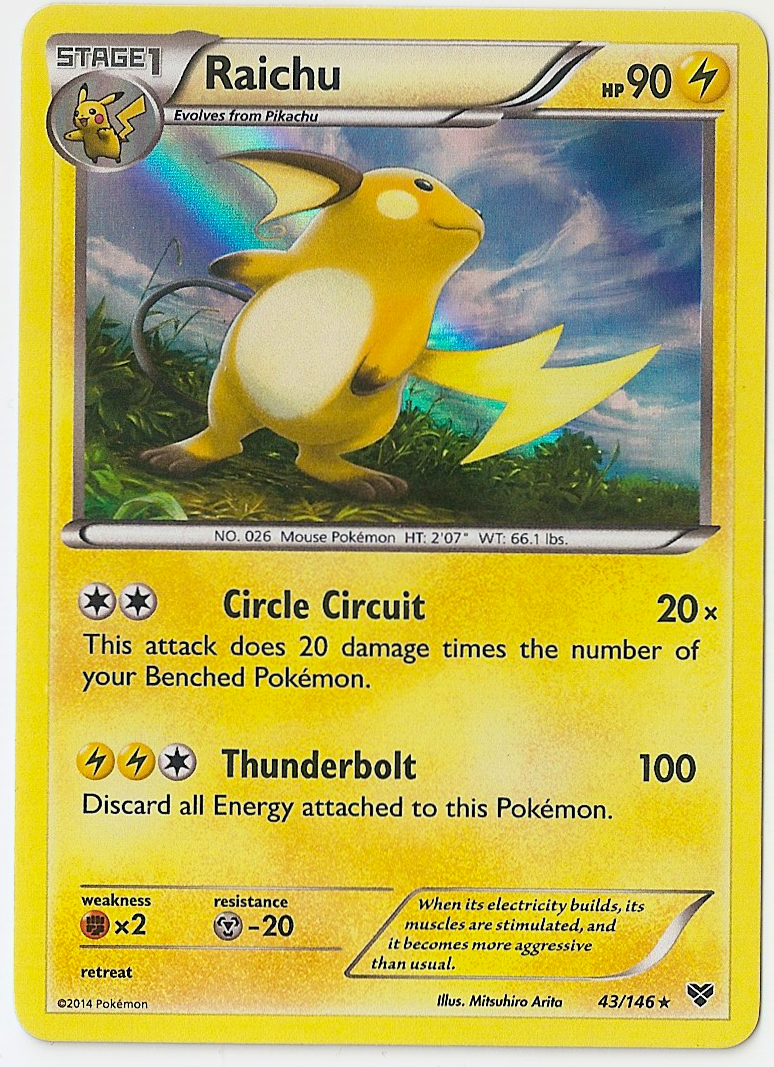 STAGE1
Raichu
HP 90
Evolves from Pikachu
NO. 026 Mouse Pokémon HT: 2'07" WT: 66.1 lbs.
Circle Circuit 20×
This attack does 20 damage times the number of
your Benched Pokémon.
Thunderbolt 100
Discard all Energy attached to this Pokémon.
weakness
×2
resistance
-20
retreat
When its electricity builds, its
muscles are stimulated, and
it becomes more aggressive
than usual.
©2014 Pokémon
Illus. Mitsuhiro Arita
43/146★